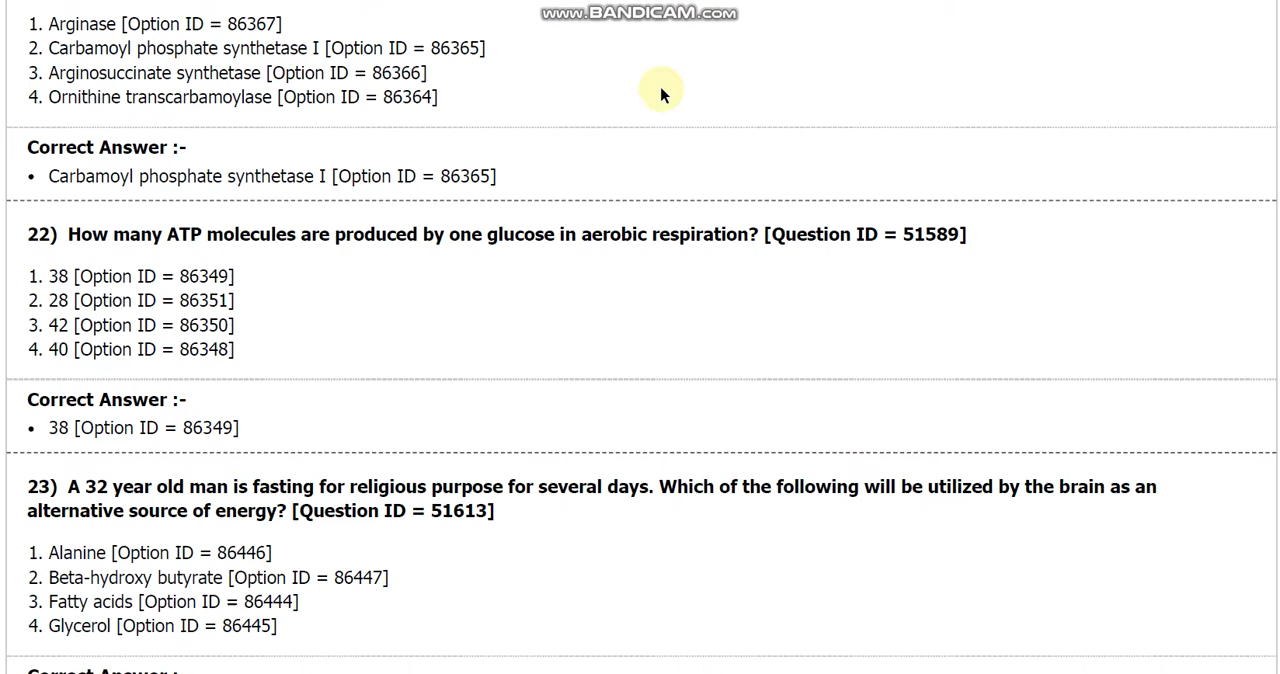 www.BANDICAM.com
1. Arginase [Option ID = 86367]
2. Carbamoyl phosphate synthetase I [Option ID = 86365]
3. Arginosuccinate synthetase [Option ID = 86366]
4. Ornithine transcarbamoylase [Option ID = 86364]
Correct Answer :-
• Carbamoyl phosphate synthetase I [Option ID = 86365]
22) How many ATP molecules are produced by one glucose in aerobic respiration? [Question ID = 51589]
1. 38 [Option ID = 86349]
2. 28 [Option ID = 86351]
3. 42 [Option ID = 86350]
4. 40 [Option ID = 86348]
Correct Answer :-
• 38 [Option ID = 86349]
23) A 32 year old man is fasting for religious purpose for several days. Which of the following will be utilized by the brain as an
alternative source of energy? [Question ID = 51613]
1. Alanine [Option ID = 86446]
2. Beta-hydroxy butyrate [Option ID = 86447]
3. Fatty acids [Option ID = 86444]
4. Glycerol [Option ID = 86445]
Correct Answer :-